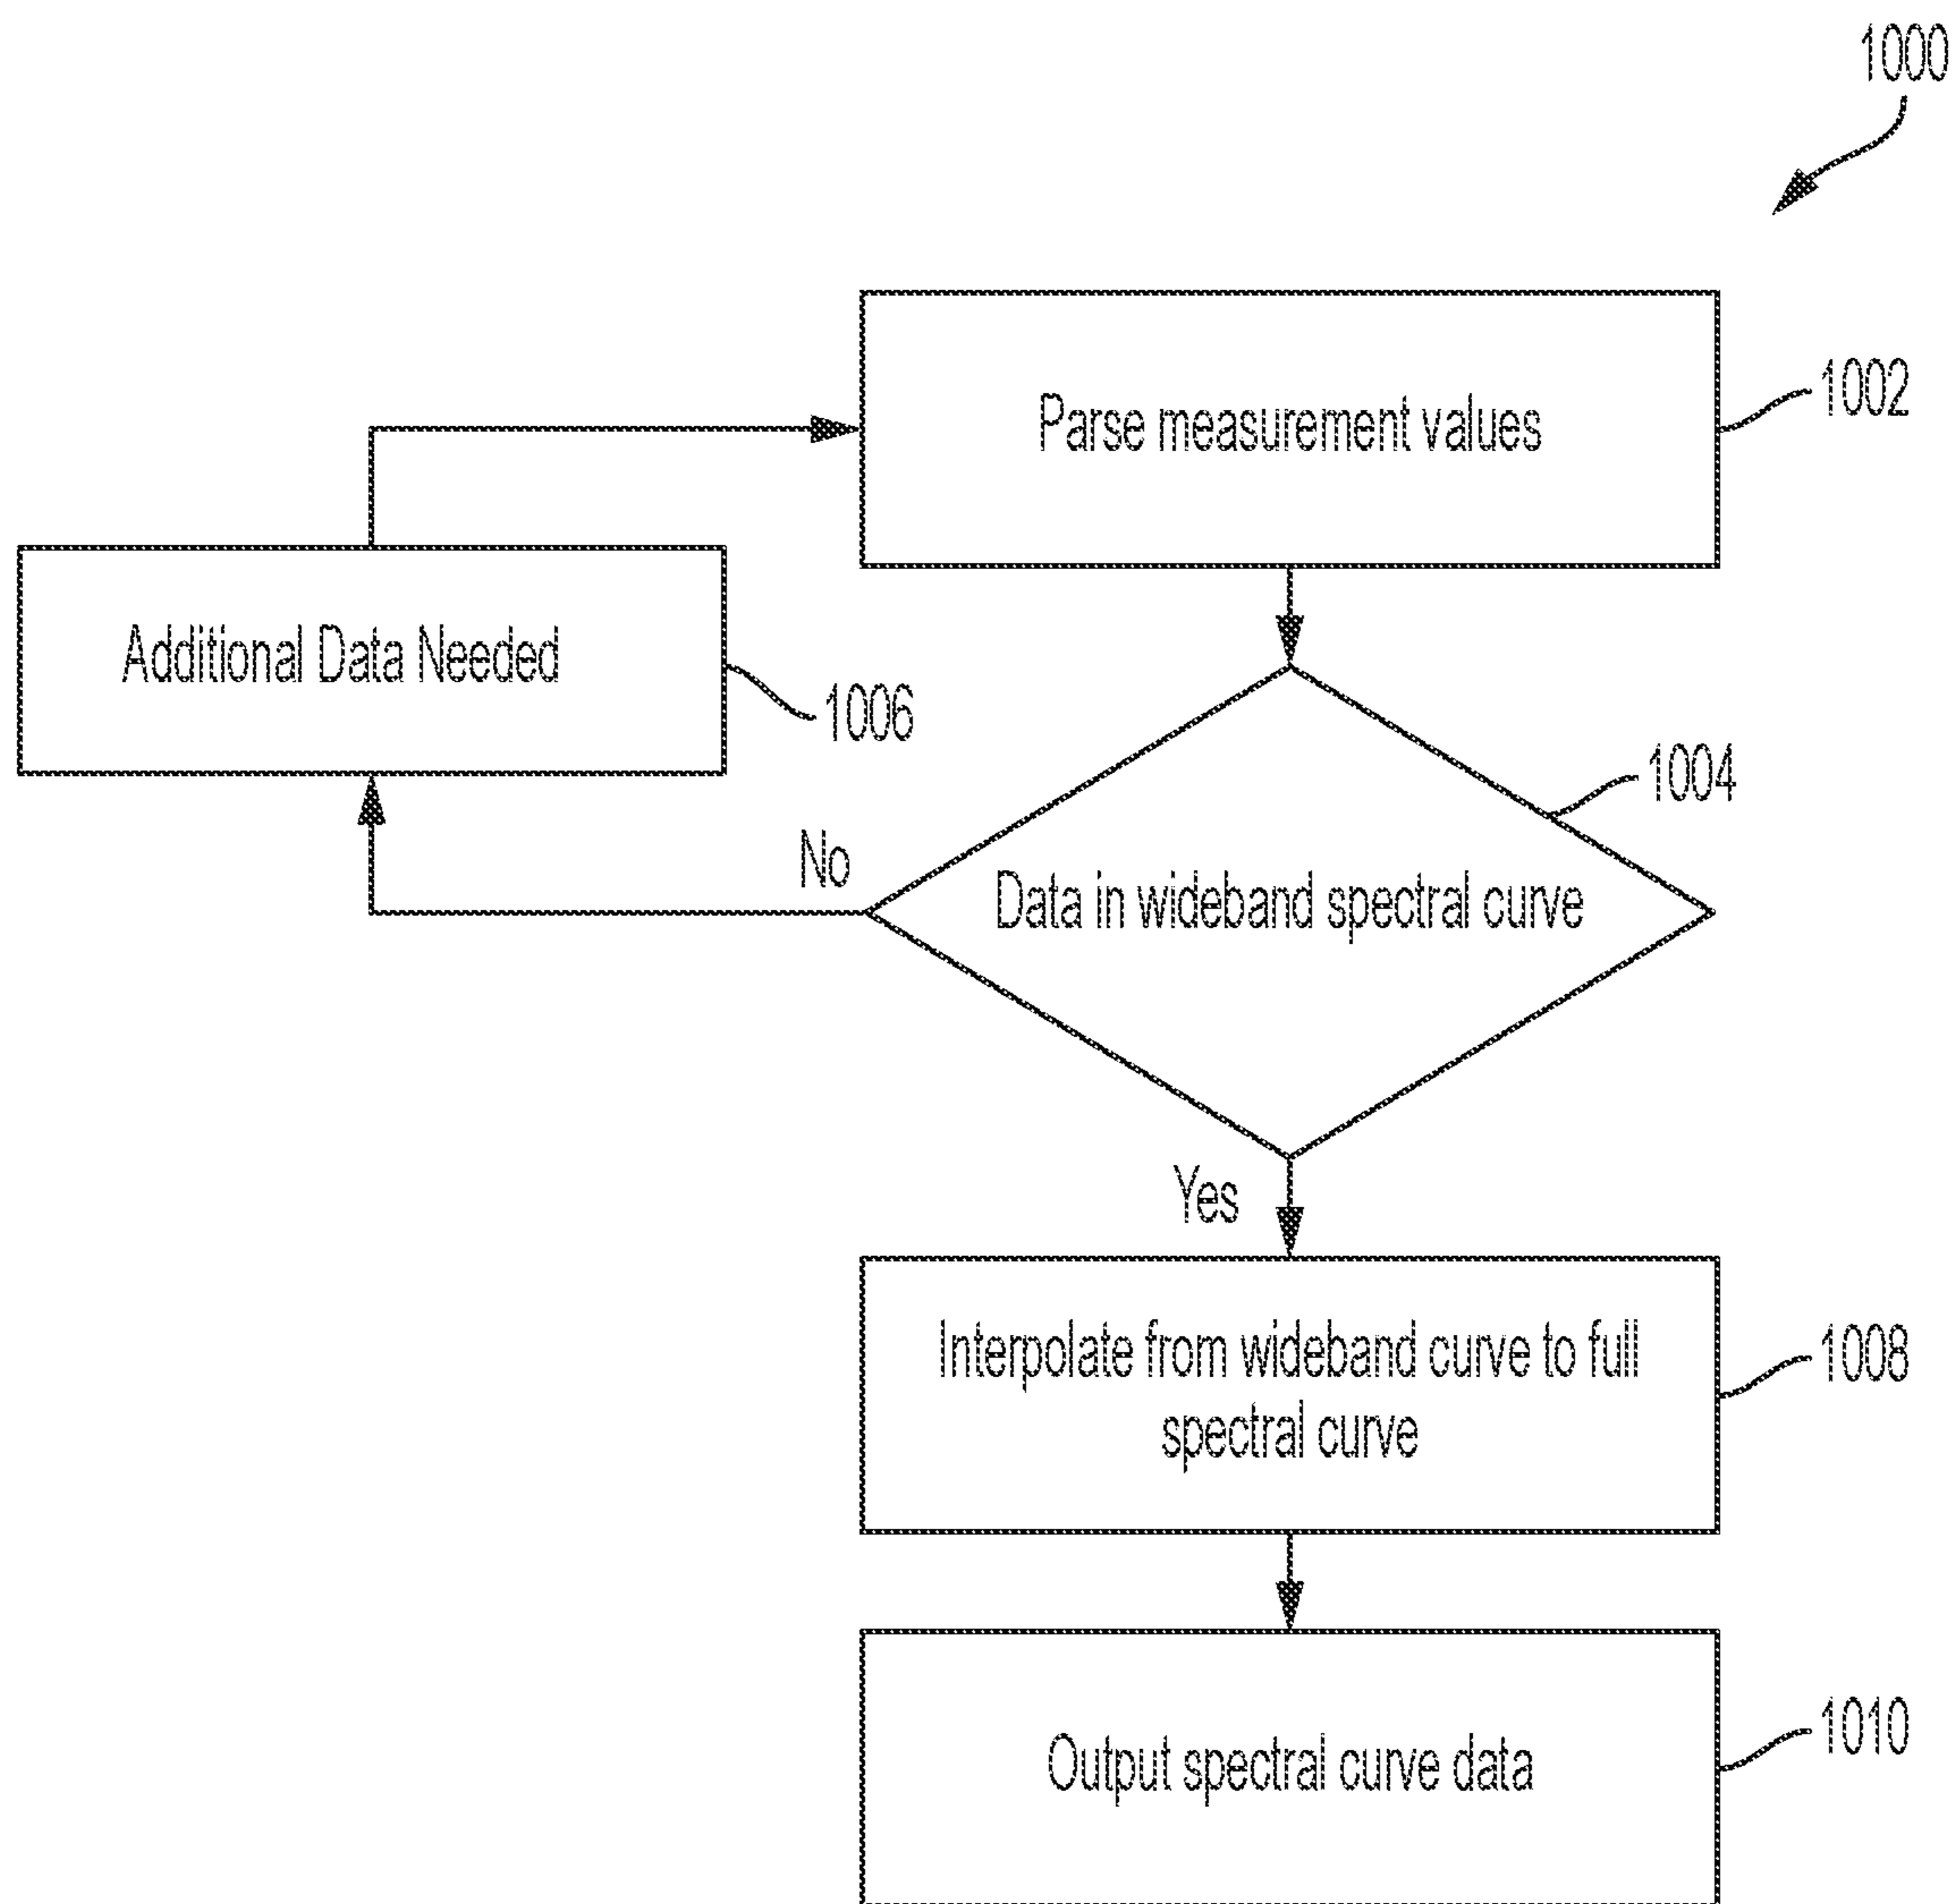 1000
Parse measurement values
1002
Additional Data Needed
1006
1004
No
Data in wideband spectral curve
Yes
Interpolate from wideband curve to full
spectral curve
1008
Output spectral curve data
1010